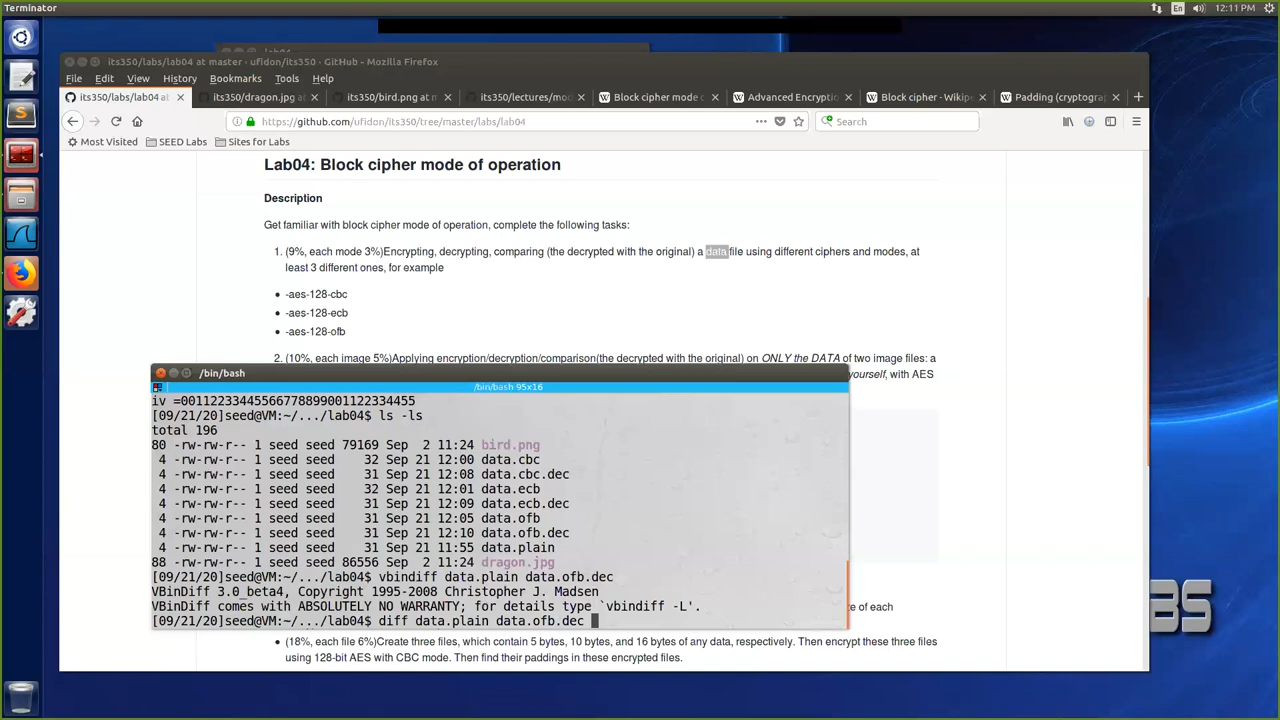 Terminator
En
12:11 PM
its350/labs/lab04 at master · ufidon/its350 · GitHub - Mozilla Firefox
File Edit View History Bookmarks Tools Help
its350/labs/lab04 at
its350/dragon.jpg at
its350/bird.png at m
its350/lectures/mod
Block cipher mode o
Advanced Encryptio
Block cipher - Wikip
Padding (cryptogra
https://github.com/ufidon/its350/tree/master/labs/lab04
Search
Most Visited SEED Labs Sites for Labs
Lab04: Block cipher mode of operation
Description
Get familiar with block cipher mode of operation, complete the following tasks:
1. (9%, each mode 3%)Encrypting, decrypting, comparing (the decrypted with the original) a data file using different ciphers and modes, at
least 3 different ones, for example
• -aes-128-cbc
• -aes-128-ecb
• -aes-128-ofb
2. (10%, each image 5%)Applying encryption/decryption/comparison(the decrypted with the original) on ONLY the DATA of two image files: a
yourself, with AES
/bin/bash
/bin/bash 95x16
iv =00112233445566778899001122334455
[09/21/20]seed@VM:~/.../lab04$ ls -ls
total 196
80 -rw-rw-r-- 1 seed seed 79169 Sep  2 11:24 bird.png
4 -rw-rw-r-- 1 seed seed    32 Sep 21 12:00 data.cbc
4 -rw-rw-r-- 1 seed seed    31 Sep 21 12:08 data.cbc.dec
4 -rw-rw-r-- 1 seed seed    32 Sep 21 12:01 data.ecb
4 -rw-rw-r-- 1 seed seed    31 Sep 21 12:09 data.ecb.dec
4 -rw-rw-r-- 1 seed seed    31 Sep 21 12:05 data.ofb
4 -rw-rw-r-- 1 seed seed    31 Sep 21 12:10 data.ofb.dec
4 -rw-rw-r-- 1 seed seed    31 Sep 21 11:55 data.plain
88 -rw-rw-r-- 1 seed seed 86556 Sep  2 11:24 dragon.jpg
[09/21/20]seed@VM:~/.../lab04$ vbindiff data.plain data.ofb.dec
VBinDiff 3.0_beta4, Copyright 1995-2008 Christopher J. Madsen
VBinDiff comes with ABSOLUTELY NO WARRANTY; for details type `vbindiff -L'.
[09/21/20]seed@VM:~/.../lab04$ diff data.plain data.ofb.dec
te of each
• (18%, each file 6%)Create three files, which contain 5 bytes, 10 bytes, and 16 bytes of any data, respectively. Then encrypt these three files
using 128-bit AES with CBC mode. Then find their paddings in these encrypted files.